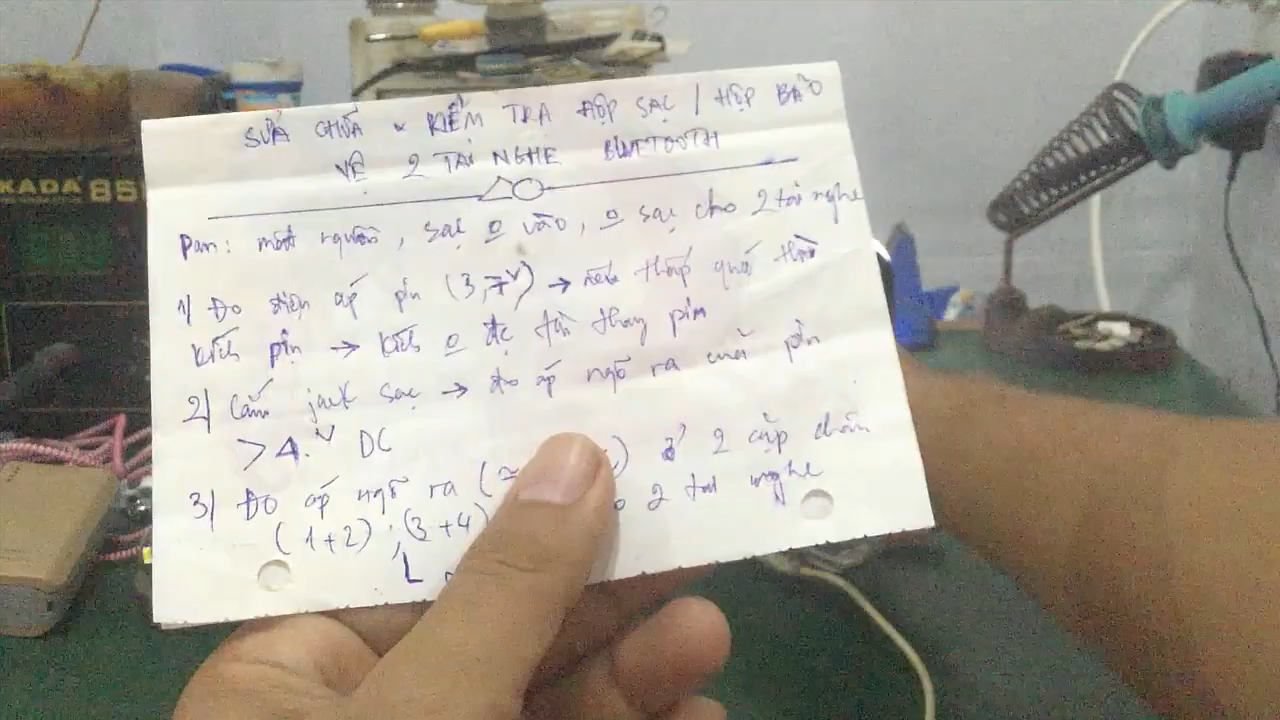 SỬA CHỮA & KIỂM TRA HỘP SẠC / HỘP BẢO
VỆ 2 TAI NGHE BLUETOOTH
Pan: mất nguồn, sạc o vào, o sạc cho 2 tai nghe
1) Đo điện áp pin (3,7V) → nếu thấp quá thì
kích pin → kích o đc thì thay pin
2) Cắm jack sạc → đo áp ngõ ra của pin
> 4.V DC
3) Đo áp ngõ ra (≈ ) ở 2 cặp chân
(1+2) ; (3+4) 2 tai nghe
L
KADA 85